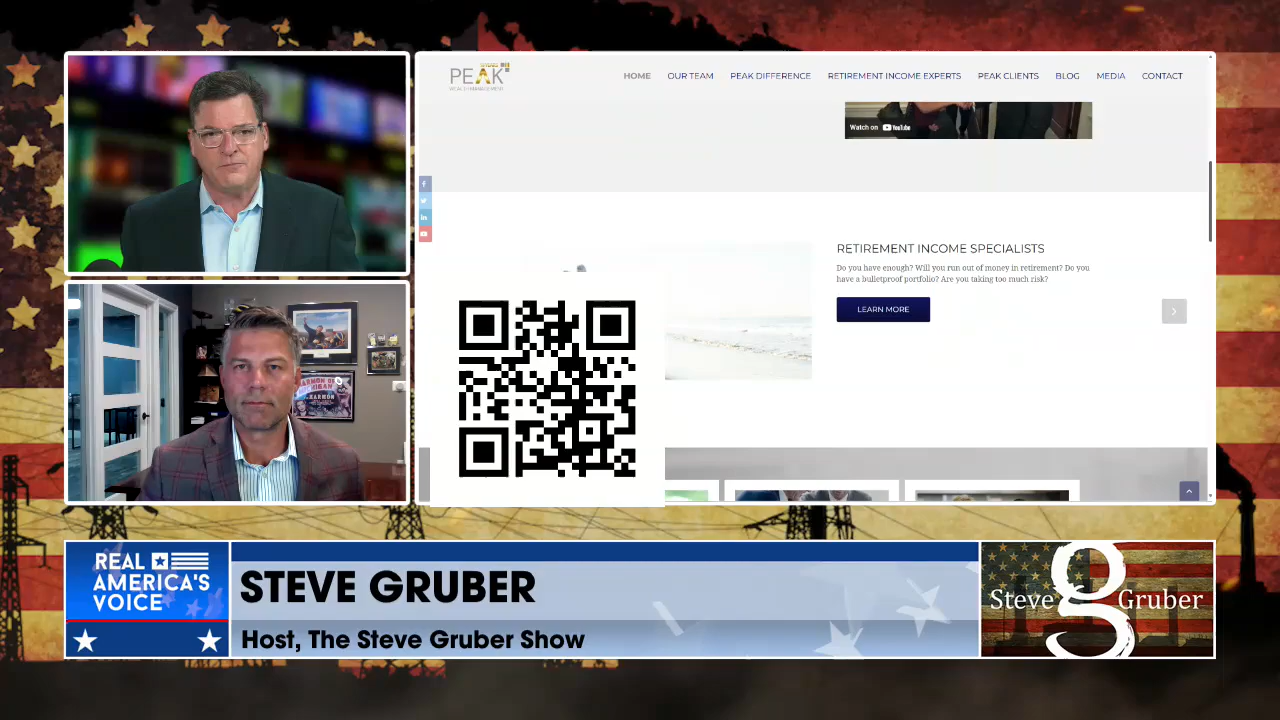 PEAK
WEALTH MANAGEMENT
HOME
OUR TEAM
PEAK DIFFERENCE
RETIREMENT INCOME EXPERTS
PEAK CLIENTS
BLOG
MEDIA
CONTACT
Watch on YouTube
RETIREMENT INCOME SPECIALISTS
Do you have enough? Will you run out of money in retirement? Do you
have a bulletproof portfolio? Are you taking too much risk?
LEARN MORE
REAL
AMERICA'S
VOICE
STEVE GRUBER
Host, The Steve Gruber Show
Steve g Gruber